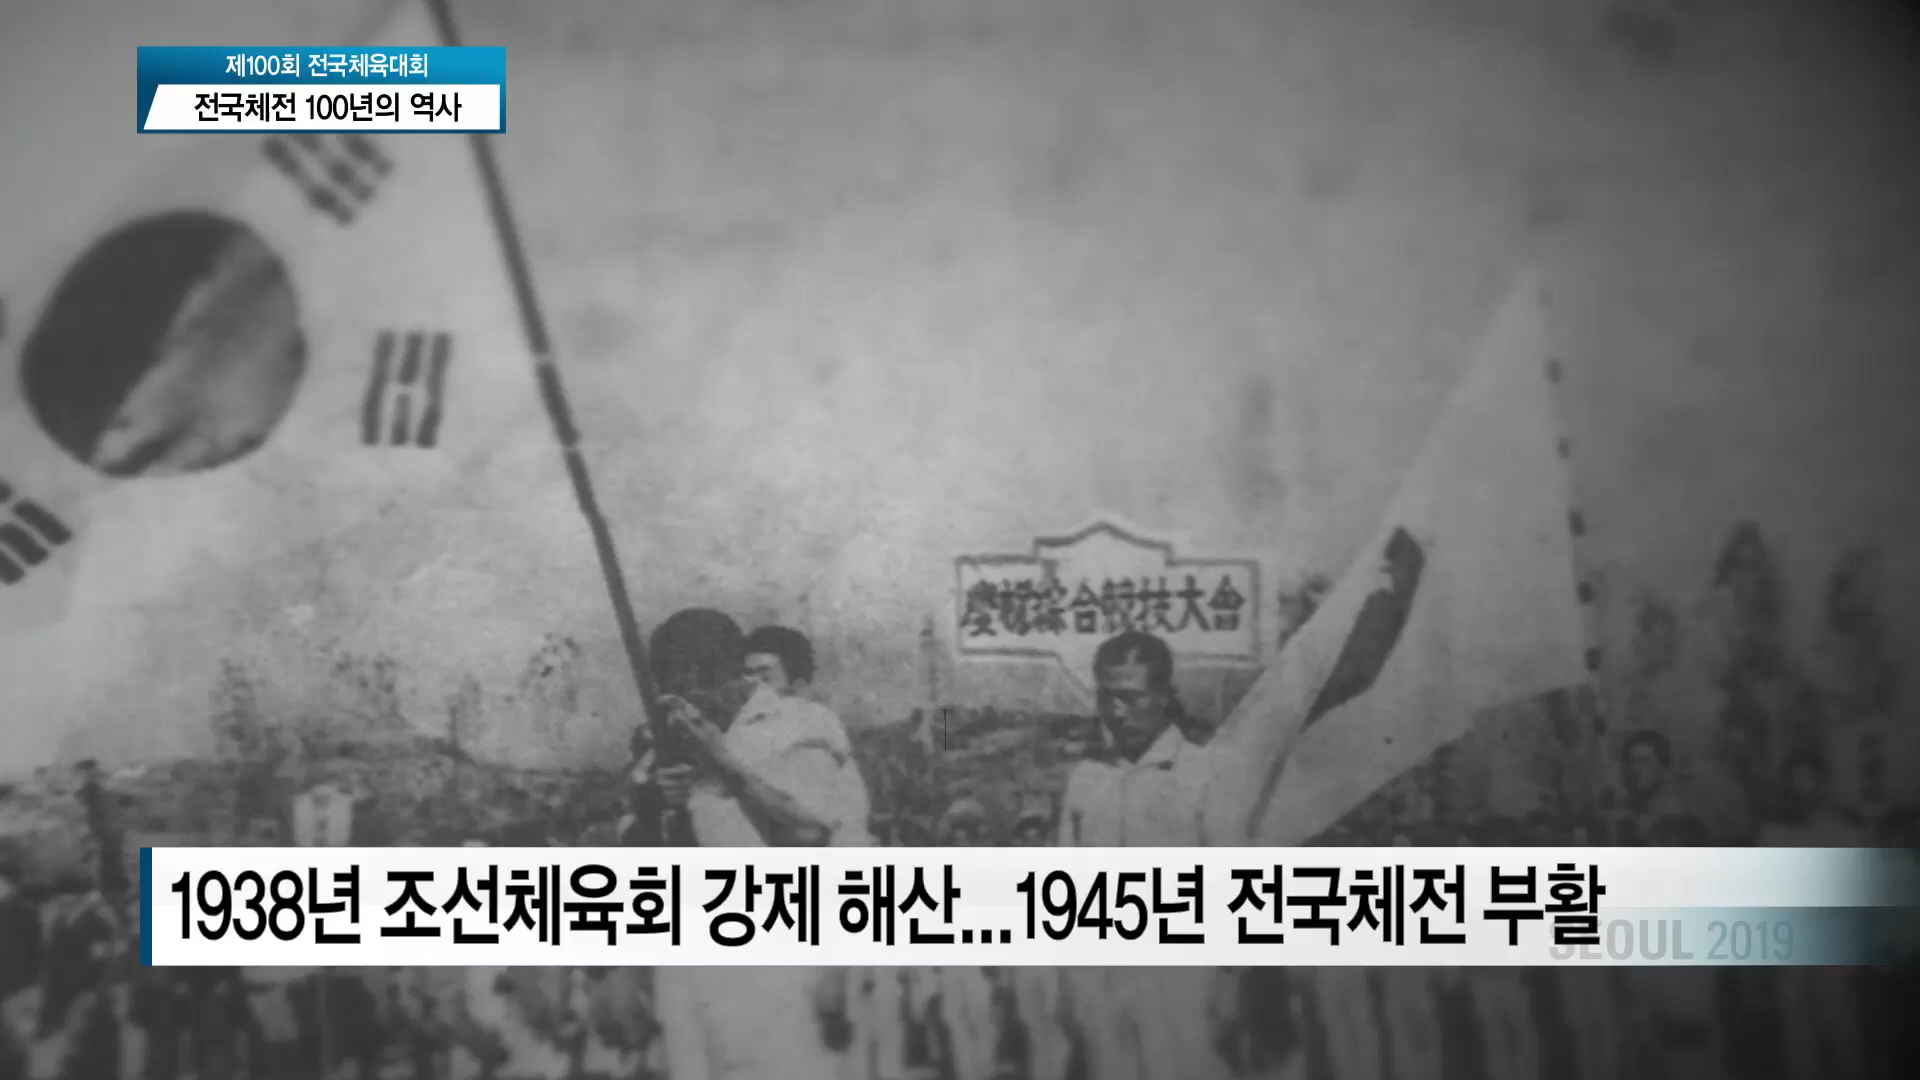 제100회 전국체육대회
전국체전 100년의 역사
綜合競技大會
1938년 조선체육회 강제 해산...1945년 전국체전 부활
SEOUL 2019